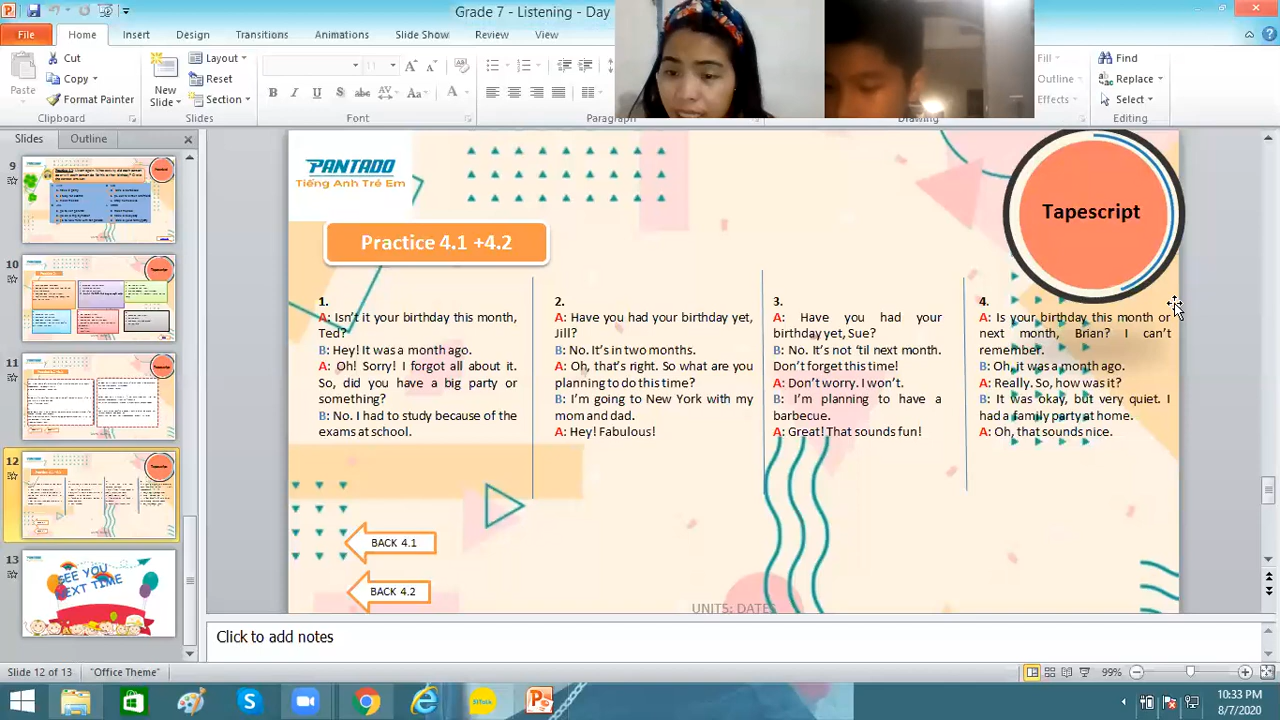 Grade 7 - Listening - Day
File Home Insert Design Transitions Animations Slide Show Review View
Paste
Cut
Copy
Format Painter
Clipboard
New
Slide
Layout
Reset
Section
Slides
Font
Paragraph
Fill
Outline
Effects
Drawing
Find
Replace
Select
Editing
Slides Outline
9
10
11
12
13
SEE YOU
NEXT TIME
PANTADO
Tiếng Anh Trẻ Em
Tapescript
Practice 4.1 +4.2
1.
A: Isn't it your birthday this month,
Ted?
B: Hey! It was a month ago.
A: Oh! Sorry! I forgot all about it.
So, did you have a big party or
something?
B: No. I had to study because of the
exams at school.
2.
A: Have you had your birthday yet,
Jill?
B: No. It's in two months.
A: Oh, that's right. So what are you
planning to do this time?
B: I'm going to New York with my
mom and dad.
A: Hey! Fabulous!
3.
A: Have you had your
birthday yet, Sue?
B: No. It's not 'til next month.
Don't forget this time!
A: Don't worry. I won't.
B: I'm planning to have a
barbecue.
A: Great! That sounds fun!
4.
A: Is your birthday this month or
next month, Brian? I can't
remember.
B: Oh, it was a month ago.
A: Really. So, how was it?
B: It was okay, but very quiet. I
had a family party at home.
A: Oh, that sounds nice.
BACK 4.1
BACK 4.2
UNITS: DATES
Click to add notes
Slide 12 of 13 "Office Theme" 99%
10:33 PM
8/7/2020